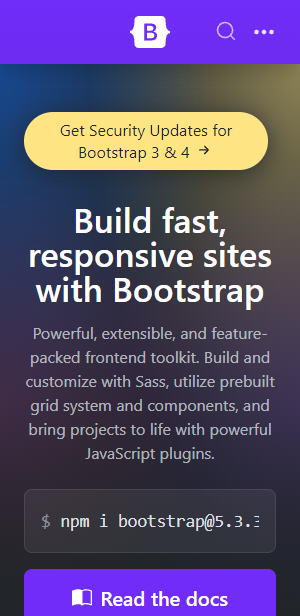 B
Get Security Updates for
Bootstrap 3 & 4 →
Build fast,
responsive sites
with Bootstrap
Powerful, extensible, and feature-
packed frontend toolkit. Build and
customize with Sass, utilize prebuilt
grid system and components, and
bring projects to life with powerful
JavaScript plugins.
$ npm i bootstrap@5.3.3
Read the docs